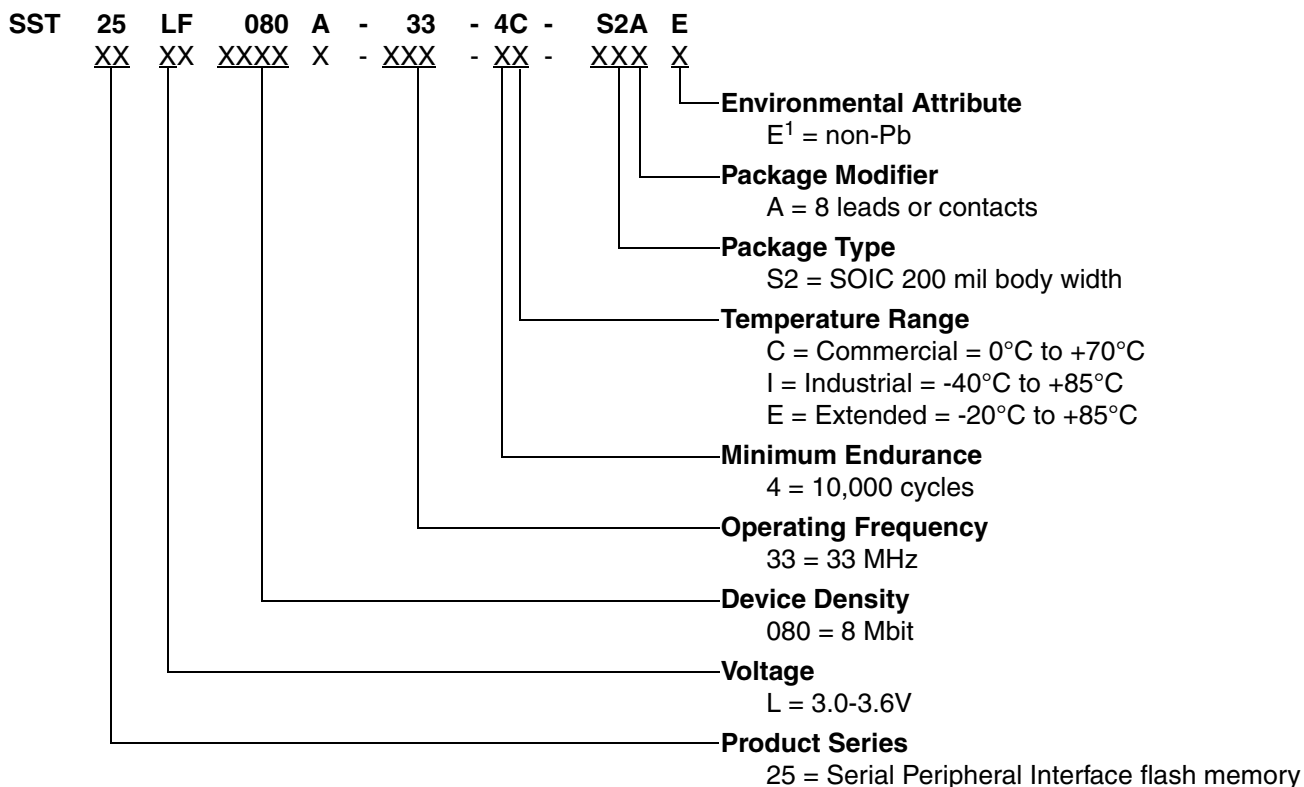 SST 25 LF 080 A - 33 - 4C - S2A E
XX XX XXXX X - XXX - XX - XXX X
Environmental Attribute
E1 = non-Pb
Package Modifier
A = 8 leads or contacts
Package Type
S2 = SOIC 200 mil body width
Temperature Range
C = Commercial = 0°C to +70°C
I = Industrial = -40°C to +85°C
E = Extended = -20°C to +85°C
Minimum Endurance
4 = 10,000 cycles
Operating Frequency
33 = 33 MHz
Device Density
080 = 8 Mbit
Voltage
L = 3.0-3.6V
Product Series
25 = Serial Peripheral Interface flash memory